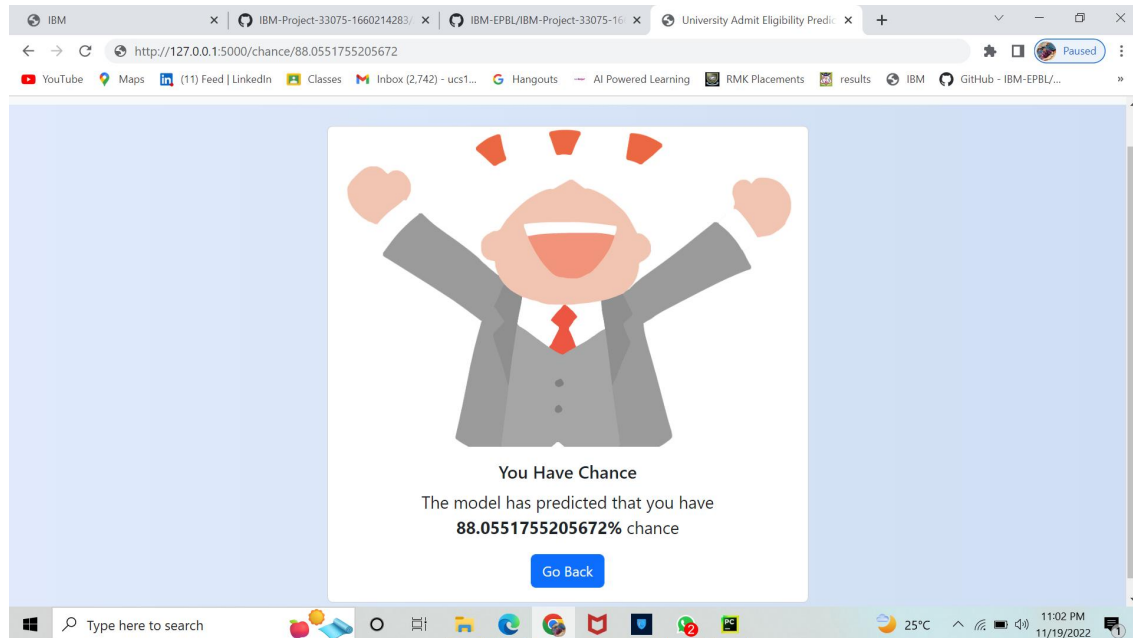 IBM
IBM-Project-33075-1660214283/
IBM-EPBL/IBM-Project-33075-16
University Admit Eligibility Predic
http://127.0.0.1:5000/chance/88.0551755205672
Paused
YouTube
Maps
(11) Feed | LinkedIn
Classes
Inbox (2,742) - ucs1...
Hangouts
AI Powered Learning
RMK Placements
results
IBM
GitHub - IBM-EPBL/...
»
You Have Chance
The model has predicted that you have
88.0551755205672% chance
Go Back
Type here to search
2
PC
25°C
11:02 PM
11/19/2022
1